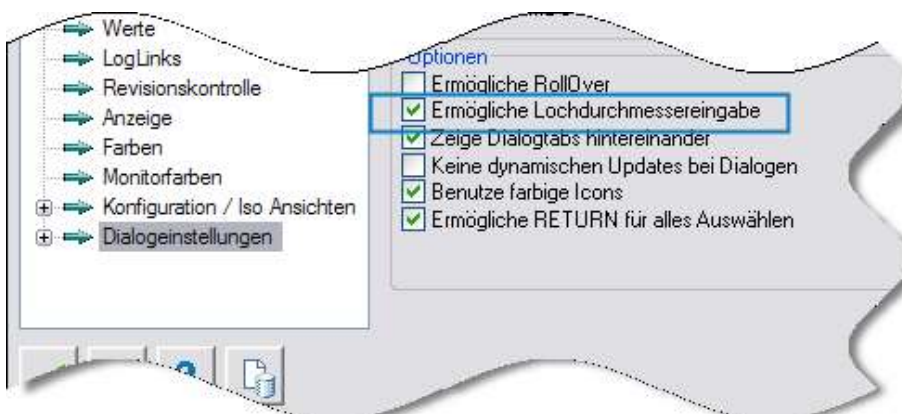 Werte
LogLinks
Revisionskontrolle
Anzeige
Farben
Monitorfarben
Konfiguration / Iso Ansichten
Dialogeinstellungen
Optionen
Ermögliche RollOver
Ermögliche Lochdurchmessereingabe
Zeige Dialogtabs hintereinander
Keine dynamischen Updates bei Dialogen
Benutze farbige Icons
Ermögliche RETURN für alles Auswählen